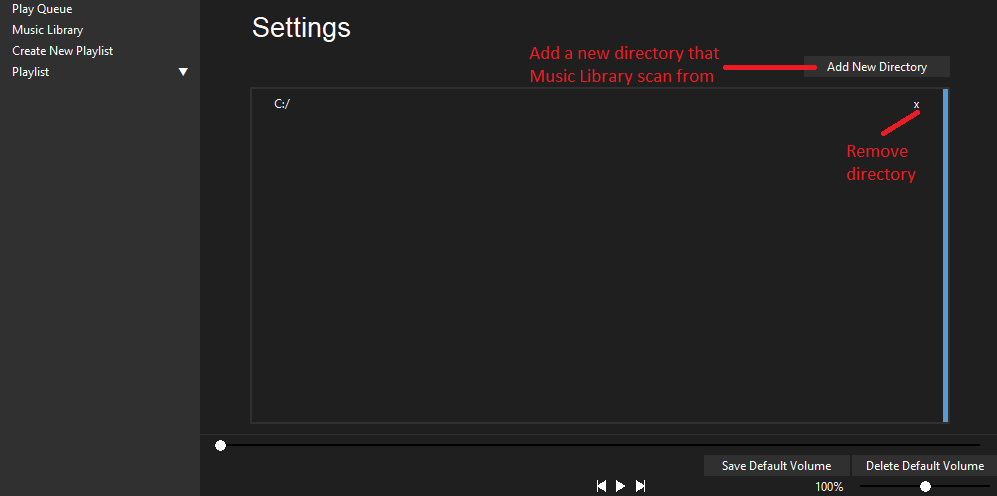 Play Queue
Music Library
Create New Playlist
Playlist
Settings
Add a new directory that
Music Library scan from
Add New Directory
C:/
x
Remove
directory
Save Default Volume
Delete Default Volume
100%